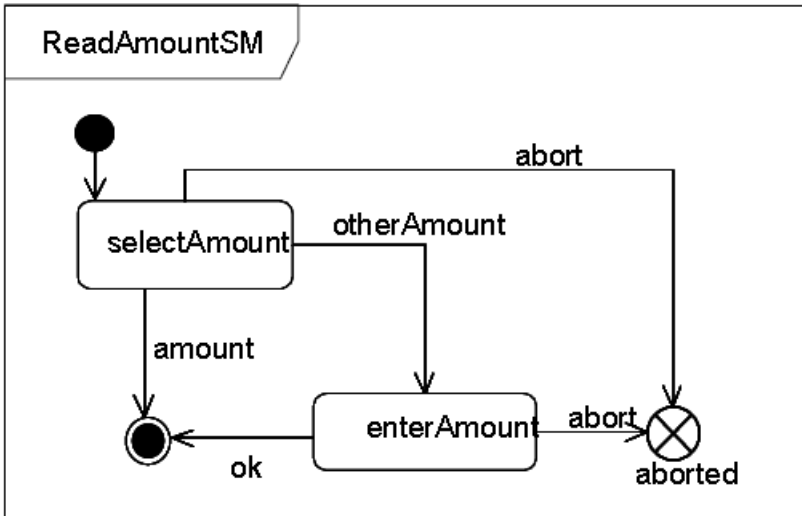 ReadAmountSM
abort
otherAmount
selectAmount
amount
enterAmount
abort
ok
aborted